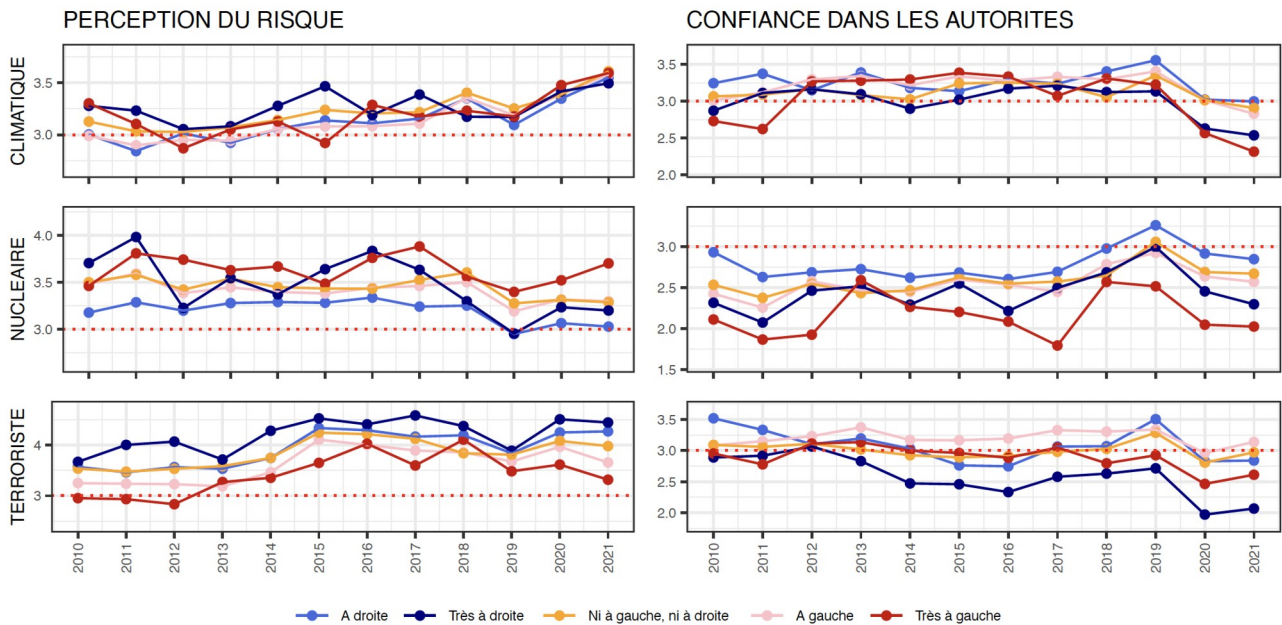 PERCEPTION DU RISQUE
CONFIANCE DANS LES AUTORITES
CLIMATIQUE
3.5
3.0
3.5
3.0
2.5
2.0
NUCLEAIRE
4.0
3.5
3.0
3.0
2.5
2.0
1.5
TERRORISTE
4
3
3.5
3.0
2.5
2.0
2010 2011 2012 2013 2014 2015 2016 2017 2018 2019 2020 2021
2010 2011 2012 2013 2014 2015 2016 2017 2018 2019 2020 2021
A droite Très à droite Ni à gauche, ni à droite A gauche Très à gauche